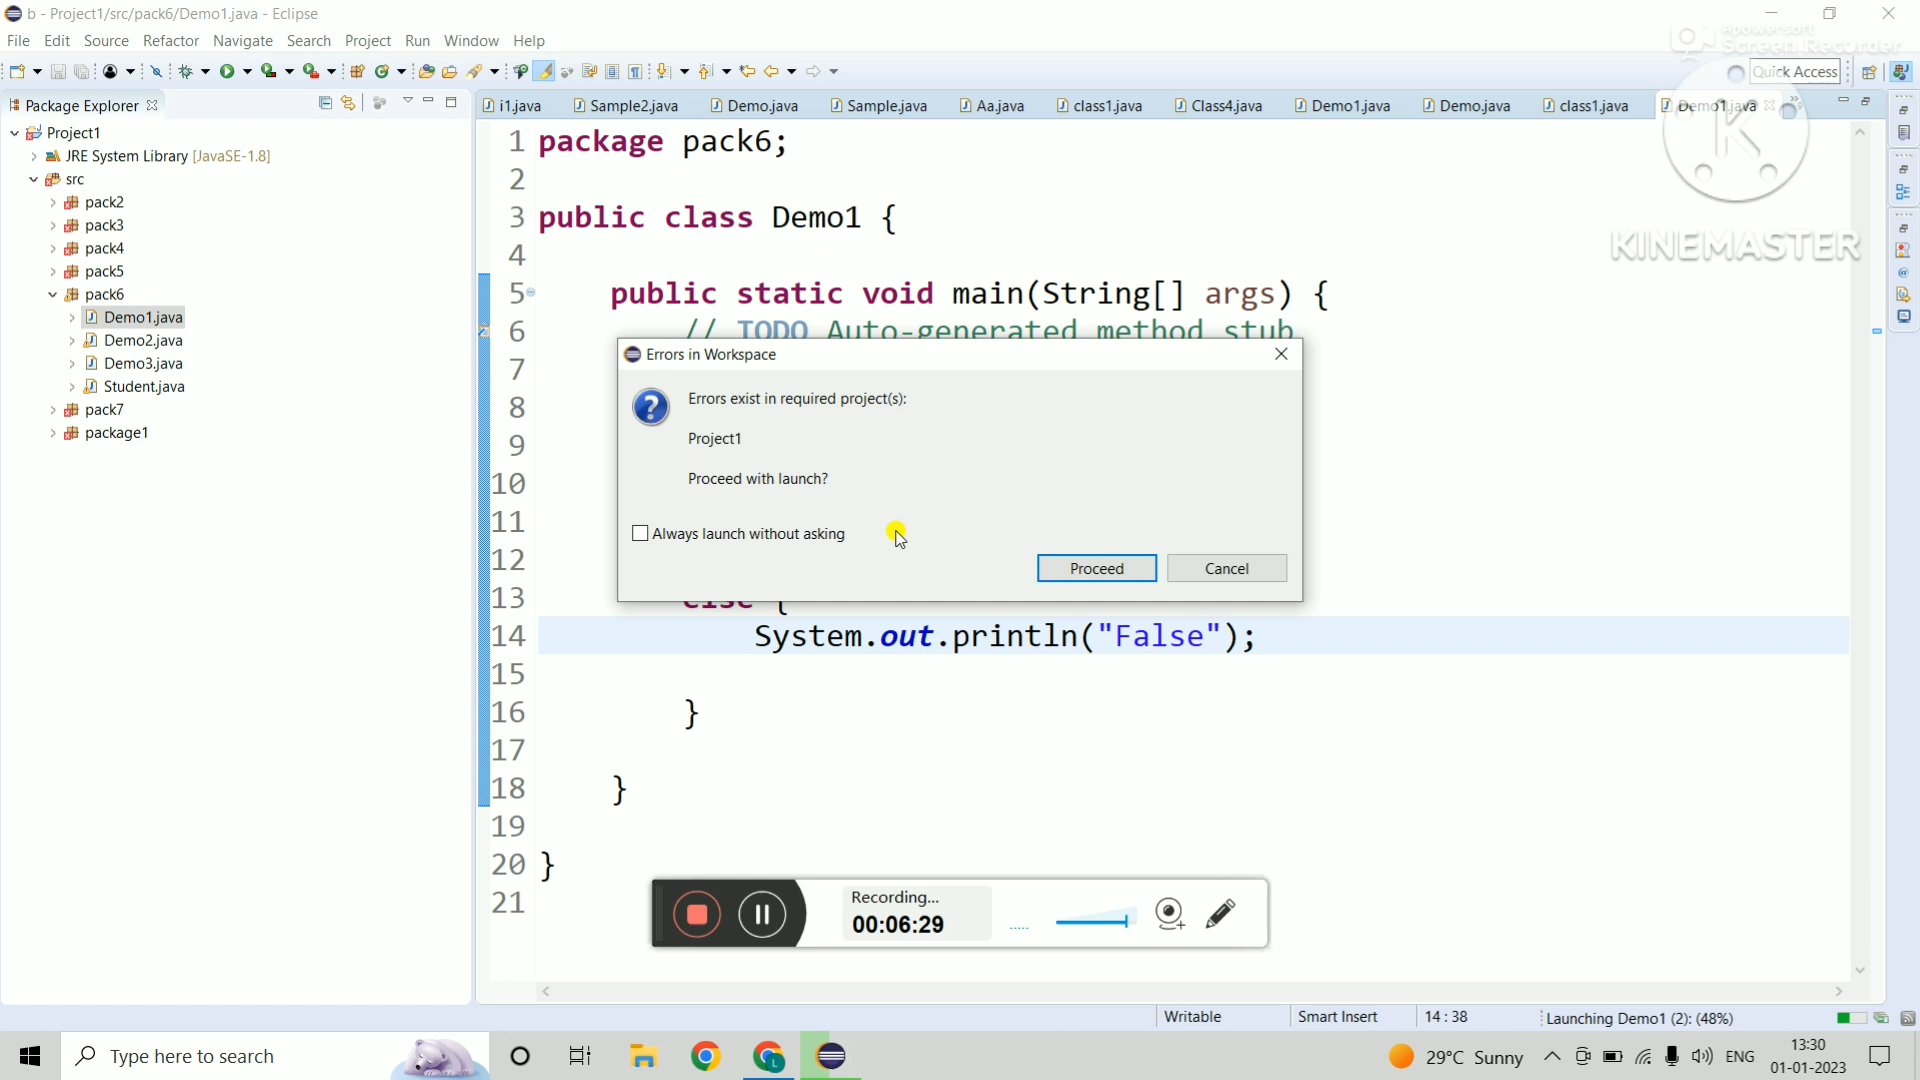 b - Project1/src/pack6/Demo1.java - Eclipse
File Edit Source Refactor Navigate Search Project Run Window Help
Apowersoft
Screen Recorder
Quick Access
Package Explorer
i1.java Sample2.java Demo.java Sample.java Aa.java class1.java Class4.java Demo1.java Demo.java class1.java Demo1.java
K
KINEMASTER
Project1
JRE System Library [JavaSE-1.8]
src
pack2
pack3
pack4
pack5
pack6
Demo1.java
Demo2.java
Demo3.java
Student.java
pack7
package1
1 package pack6;
2
3 public class Demo1 {
4
5 public static void main(String[] args) {
6 // TODO Auto-generated method stub
7
8
9
10
11
12
13 else {
14 System.out.println("False");
15
16 }
17
18 }
19
20 }
21
Errors in Workspace
Errors exist in required project(s):
Project1
Proceed with launch?
Always launch without asking
Proceed Cancel
Recording...
00:06:29
Writable Smart Insert 14 : 38 Launching Demo1 (2): (48%)
Type here to search
29°C Sunny
ENG
13:30
01-01-2023